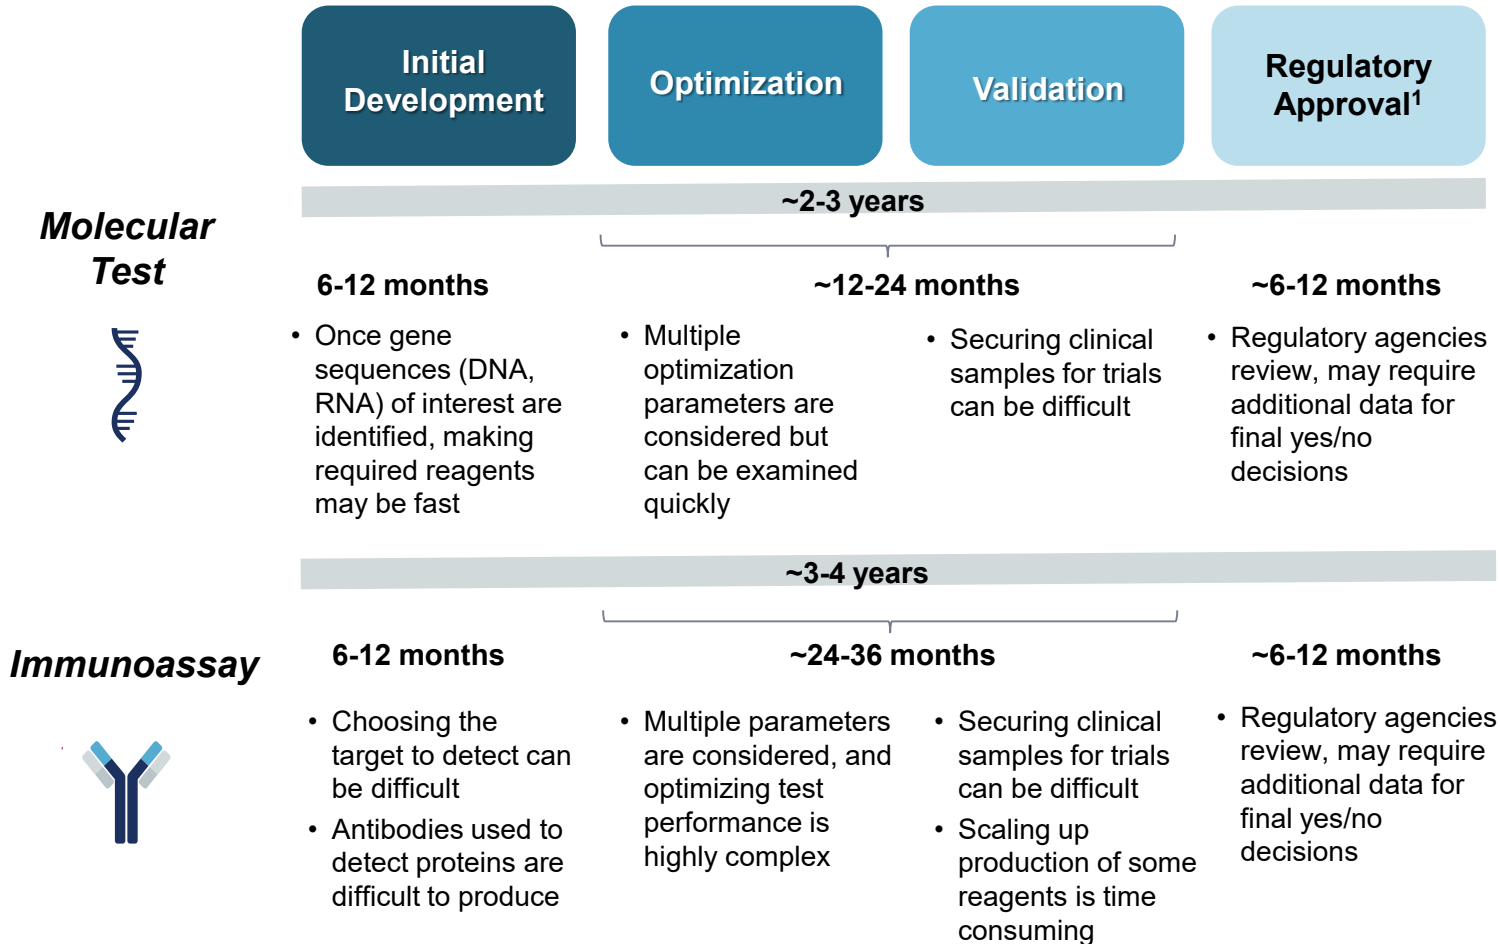 Initial
Development
Optimization
Validation
Regulatory
Approval¹
~2-3 years
Molecular
Test
6-12 months
~12-24 months
~6-12 months
• Once gene
sequences (DNA,
RNA) of interest are
identified, making
required reagents
may be fast
• Multiple
optimization
parameters are
considered but
can be examined
quickly
• Securing clinical
samples for trials
can be difficult
• Regulatory agencies
review, may require
additional data for
final yes/no
decisions
~3-4 years
Immunoassay
6-12 months
~24-36 months
~6-12 months
• Choosing the
target to detect can
be difficult
• Antibodies used to
detect proteins are
difficult to produce
• Multiple parameters
are considered, and
optimizing test
performance is
highly complex
• Securing clinical
samples for trials
can be difficult
• Scaling up
production of some
reagents is time
consuming
• Regulatory agencies
review, may require
additional data for
final yes/no
decisions